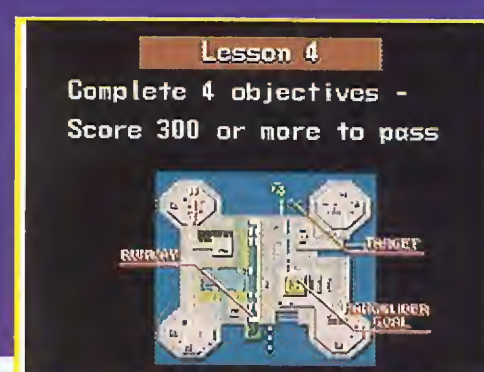 Lesson 4
Complete 4 objectives -
Score 300 or more to pass
RUNWAY
TARGET
HANGGLIDER
GOAL